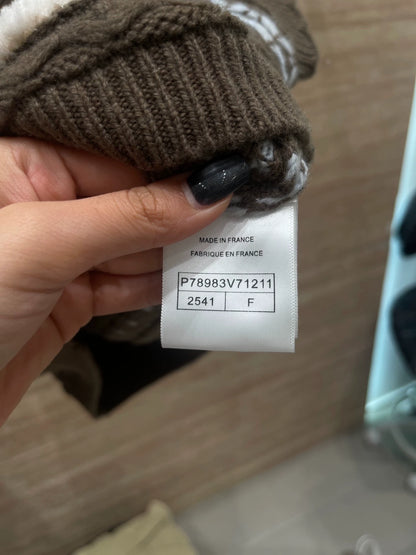 MADE IN FRANCE
FABRIQUE EN FRANCE
P78983V71211
2541 F